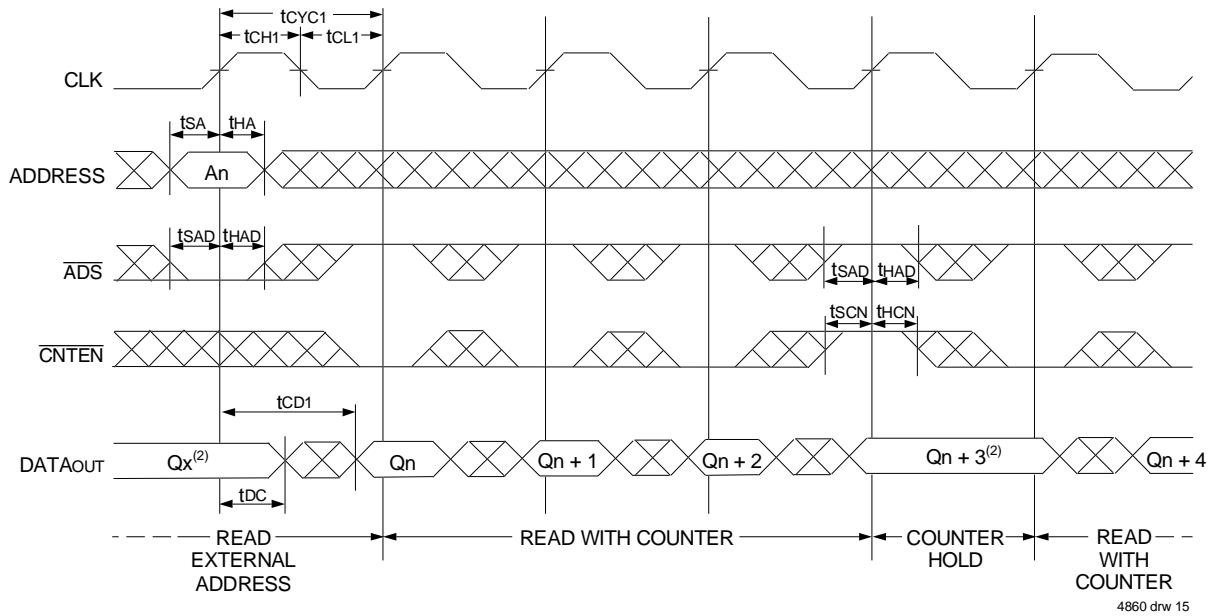 tCYC1
tCH1 tCL1
CLK
tSA tHA
ADDRESS An
tSAD tHAD
ADS
tSAD tHAD
tSCN tHCN
CNTEN
tCD1
DATAOUT Qx(2) Qn Qn + 1 Qn + 2 Qn + 3(2) Qn + 4
tDC
READ EXTERNAL ADDRESS
READ WITH COUNTER
COUNTER HOLD
READ WITH COUNTER
4860 drw 15